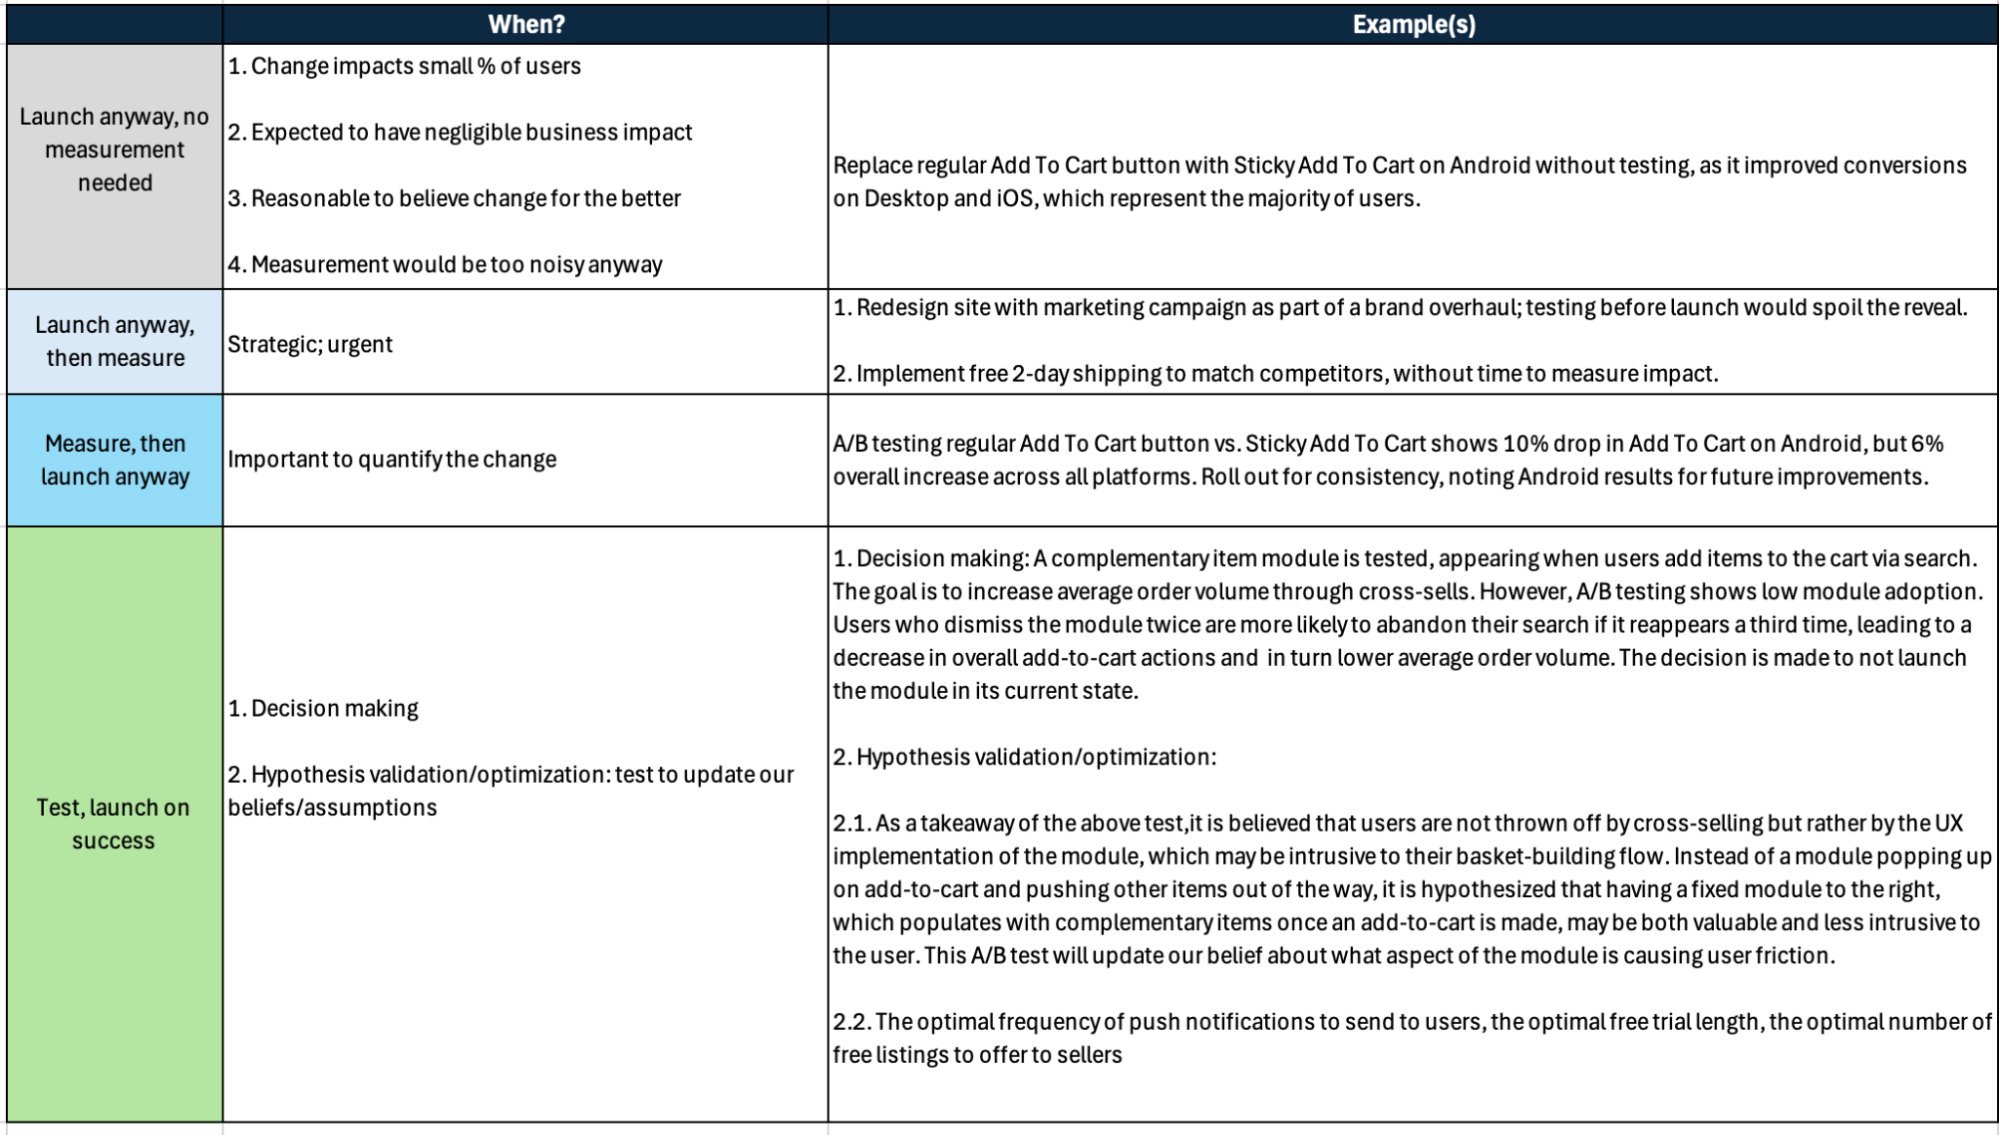 When?
Example(s)
Launch anyway, no
measurement
needed
1. Change impacts small % of users
2. Expected to have negligible business impact
3. Reasonable to believe change for the better
4. Measurement would be too noisy anyway
Replace regular Add To Cart button with Sticky Add To Cart on Android without testing, as it improved conversions
on Desktop and iOS, which represent the majority of users.
Launch anyway,
then measure
Strategic; urgent
1. Redesign site with marketing campaign as part of a brand overhaul; testing before launch would spoil the reveal.
2. Implement free 2-day shipping to match competitors, without time to measure impact.
Measure, then
launch anyway
Important to quantify the change
A/B testing regular Add To Cart button vs. Sticky Add To Cart shows 10% drop in Add To Cart on Android, but 6%
overall increase across all platforms. Roll out for consistency, noting Android results for future improvements.
Test, launch on
success
1. Decision making
2. Hypothesis validation/optimization: test to update our
beliefs/assumptions
1. Decision making: A complementary item module is tested, appearing when users add items to the cart via search.
The goal is to increase average order volume through cross-sells. However, A/B testing shows low module adoption.
Users who dismiss the module twice are more likely to abandon their search if it reappears a third time, leading to a
decrease in overall add-to-cart actions and  in turn lower average order volume. The decision is made to not launch
the module in its current state.
2. Hypothesis validation/optimization:
2.1. As a takeaway of the above test,it is believed that users are not thrown off by cross-selling but rather by the UX
implementation of the module, which may be intrusive to their basket-building flow. Instead of a module popping up
on add-to-cart and pushing other items out of the way, it is hypothesized that having a fixed module to the right,
which populates with complementary items once an add-to-cart is made, may be both valuable and less intrusive to
the user. This A/B test will update our belief about what aspect of the module is causing user friction.
2.2. The optimal frequency of push notifications to send to users, the optimal free trial length, the optimal number of
free listings to offer to sellers